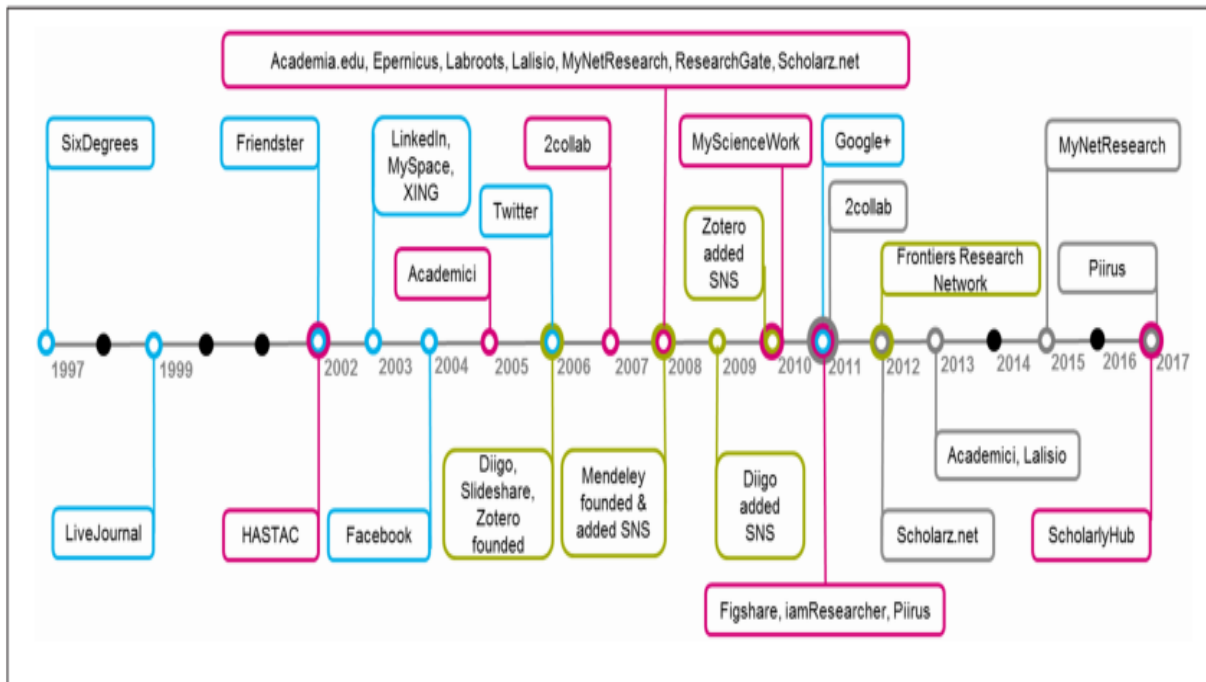 Academia.edu, Epernicus, Labroots, Lalisio, MyNetResearch, ResearchGate, Scholarz.net
SixDegrees
Friendster
LinkedIn,
MySpace,
XING
2collab
MyScienceWork
Google+
MyNetResearch
Twitter
2collab
Zotero
added
SNS
Academici
Frontiers Research
Network
Piirus
1997
1999
2002
2003
2004
2005
2006
2007
2008
2009
2010
2011
2012
2013
2014
2015
2016
2017
LiveJournal
HASTAC
Facebook
Diigo,
Slideshare,
Zotero
founded
Mendeley
founded &
added SNS
Diigo
added
SNS
Academici, Lalisio
Scholarz.net
ScholarlyHub
Figshare, iamResearcher, Piirus